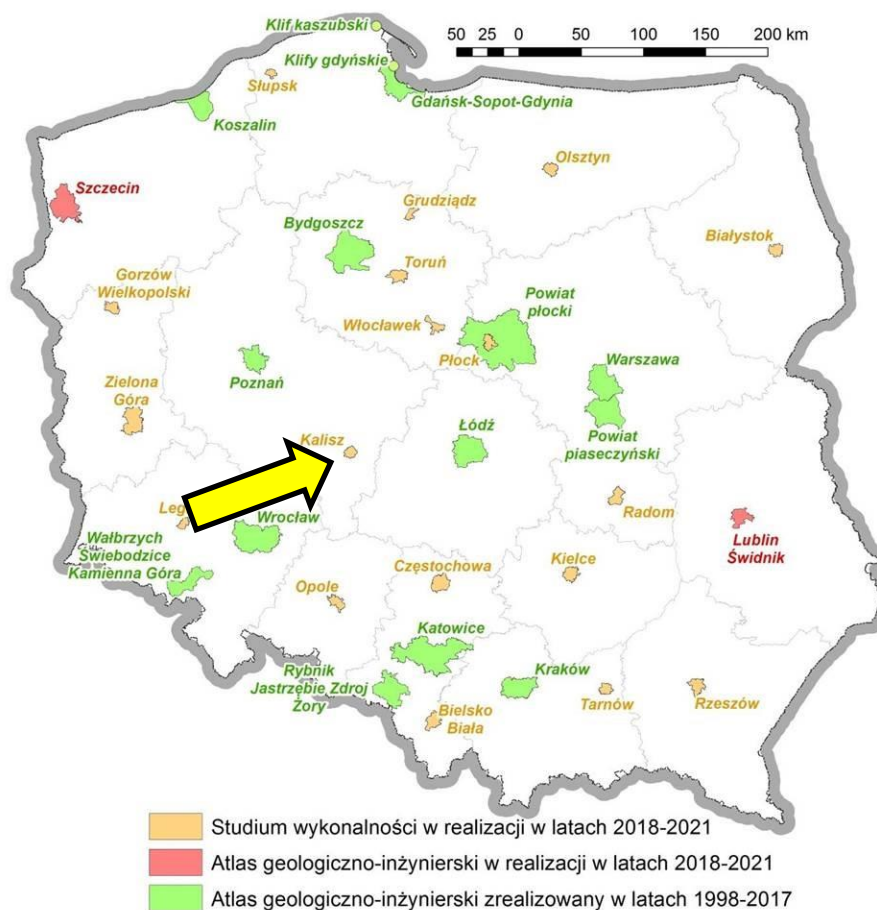 Klif kaszubski
50 25 0 50 100 150 200 km
Klify gdyńskie
Słupsk
Gdańsk-Sopot-Gdynia
Koszalin
Olsztyn
Szczecin
Grudziądz
Bydgoszcz
Białystok
Toruń
Gorzów
Wielkopolski
Powiat
płocki
Włocławek
Płock
Warszawa
Poznań
Zielona
Góra
Łódź
Kalisz
Powiat
piaseczyński
Leg
Radom
Wrocław
Wałbrzych
Świebodzice
Kamienna Góra
Lublin
Świdnik
Częstochowa
Kielce
Opole
Katowice
Rybnik
Jastrzębie Zdroj
Żory
Kraków
Bielsko
Biała
Tarnów
Rzeszów
Studium wykonalności w realizacji w latach 2018-2021
Atlas geologiczno-inżynierski w realizacji w latach 2018-2021
Atlas geologiczno-inżynierski zrealizowany w latach 1998-2017